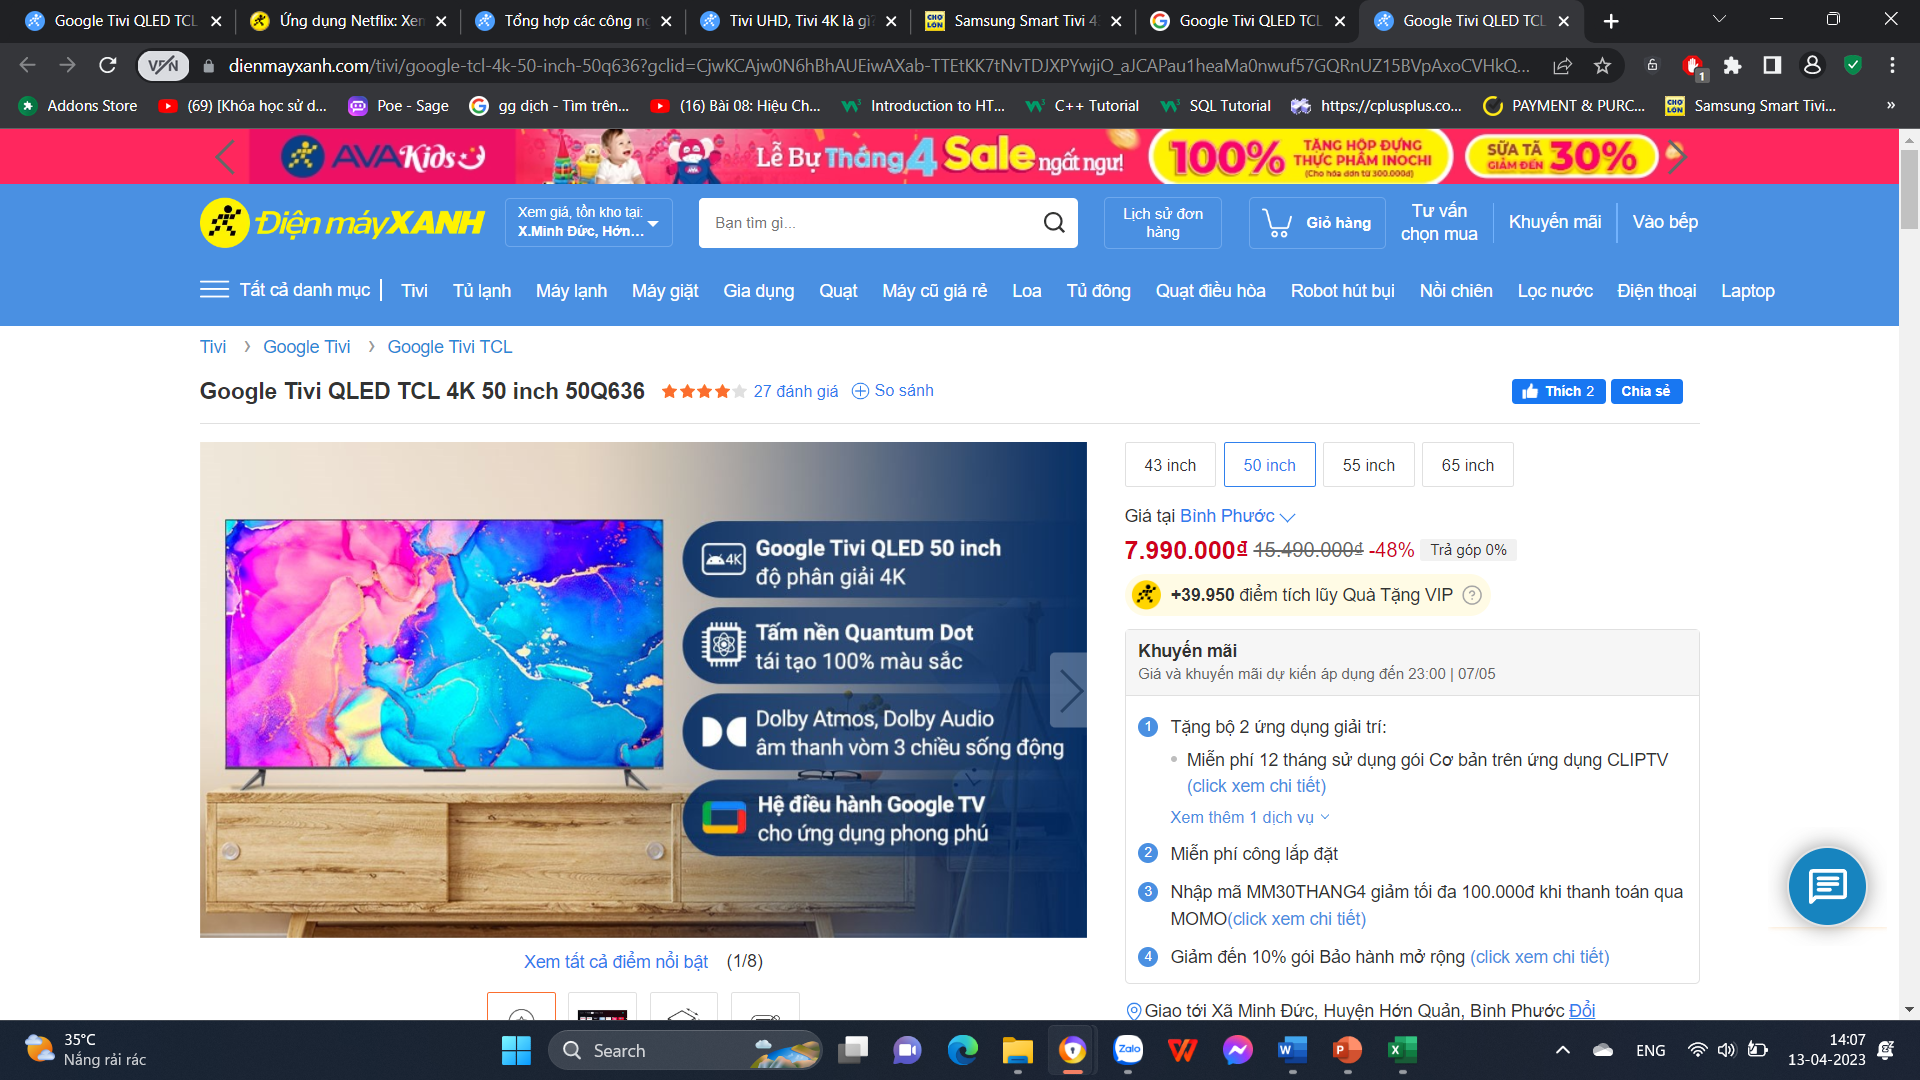 Google Tivi QLED TCL
Ứng dụng Netflix: Xen
Tổng hợp các công ng
Tivi UHD, Tivi 4K là gì?
Samsung Smart Tivi 4
Google Tivi QLED TCL
Google Tivi QLED TCL
VPN
dienmayxanh.com/tivi/google-tcl-4k-50-inch-50q636?gclid=CjwKCAjw0N6hBhAUEiwAXab-TTEtKK7tNvTDJXPYwjiO_aJCAPau1heaMa0nwuf57GQRnUZ15BVpAxoCVHkQ...
1
Addons Store
(69) [Khóa học sử d...
Poe - Sage
gg dịch - Tìm trên...
(16) Bài 08: Hiệu Ch...
Introduction to HT...
C++ Tutorial
SQL Tutorial
https://cplusplus.co...
PAYMENT & PURC...
CHỢ LỚN
Samsung Smart Tivi...
»
AVAKids
Lễ Bự Tháng 4 Sale ngất ngư!
100% TẶNG HỘP ĐỰNG THỰC PHẨM INOCHI
(Cho hóa đơn từ 300.000đ)
SỮA TÃ GIẢM ĐẾN 30%
Điện máy XANH
Xem giá, tồn kho tại:
X.Minh Đức, Hớn...
Bạn tìm gì...
Lịch sử đơn hàng
Giỏ hàng
Tư vấn chọn mua
Khuyến mãi
Vào bếp
Tất cả danh mục
Tivi
Tủ lạnh
Máy lạnh
Máy giặt
Gia dụng
Quạt
Máy cũ giá rẻ
Loa
Tủ đông
Quạt điều hòa
Robot hút bụi
Nồi chiên
Lọc nước
Điện thoại
Laptop
Tivi › Google Tivi › Google Tivi TCL
Google Tivi QLED TCL 4K 50 inch 50Q636
27 đánh giá
So sánh
Thích 2
Chia sẻ
4K
Google Tivi QLED 50 inch
độ phân giải 4K
Tấm nền Quantum Dot
tái tạo 100% màu sắc
Dolby Atmos, Dolby Audio
âm thanh vòm 3 chiều sống động
Hệ điều hành Google TV
cho ứng dụng phong phú
Xem tất cả điểm nổi bật (1/8)
43 inch
50 inch
55 inch
65 inch
Giá tại Bình Phước
7.990.000₫ 15.490.000₫ -48% Trả góp 0%
+39.950 điểm tích lũy Quà Tặng VIP ?
Khuyến mãi
Giá và khuyến mãi dự kiến áp dụng đến 23:00 | 07/05
1 Tặng bộ 2 ứng dụng giải trí:
Miễn phí 12 tháng sử dụng gói Cơ bản trên ứng dụng CLIPTV
(click xem chi tiết)
Xem thêm 1 dịch vụ
2 Miễn phí công lắp đặt
3 Nhập mã MM30THANG4 giảm tối đa 100.000đ khi thanh toán qua
MOMO(click xem chi tiết)
4 Giảm đến 10% gói Bảo hành mở rộng (click xem chi tiết)
Giao tới Xã Minh Đức, Huyện Hớn Quản, Bình Phước Đổi
35°C
Nắng rải rác
Search
Zalo
ENG
14:07
13-04-2023